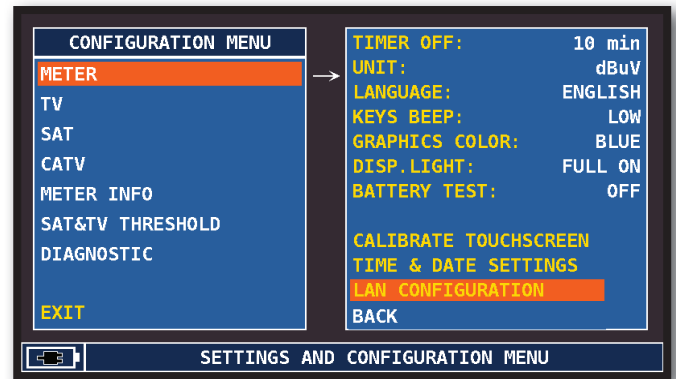 CONFIGURATION MENU
METER
TV
SAT
CATV
METER INFO
SAT&TV THRESHOLD
DIAGNOSTIC
EXIT
TIMER OFF: 10 min
UNIT: dBuV
LANGUAGE: ENGLISH
KEYS BEEP: LOW
GRAPHICS COLOR: BLUE
DISP.LIGHT: FULL ON
BATTERY TEST: OFF
CALIBRATE TOUCHSCREEN
TIME & DATE SETTINGS
LAN CONFIGURATION
BACK
SETTINGS AND CONFIGURATION MENU